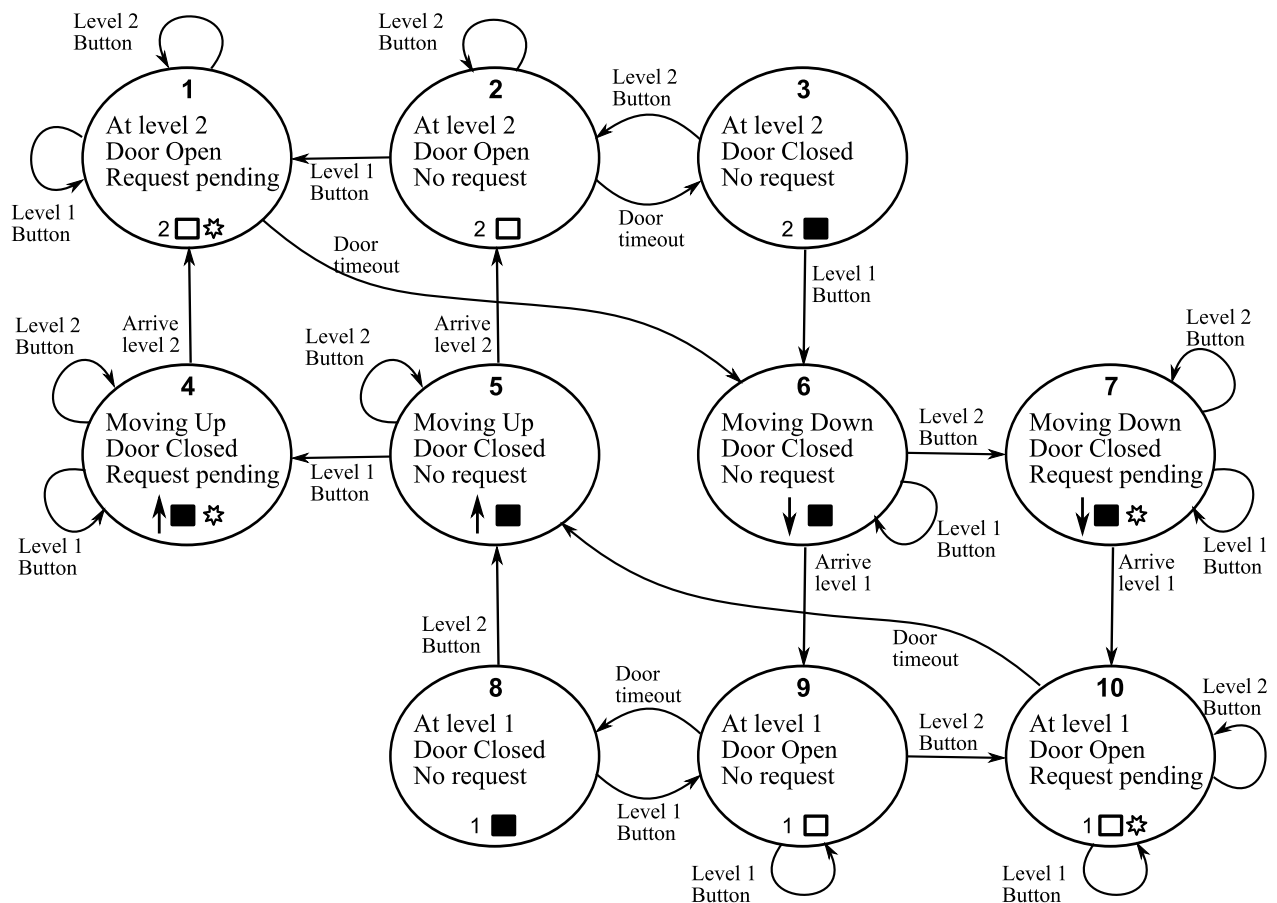 Level 2
Button
1
At level 2
Door Open
Request pending
2
Level 1
Button
Level 2
Button
2
At level 2
Door Open
No request
2
Level 1
Button
Level 2
Button
Door
timeout
3
At level 2
Door Closed
No request
2
Door
timeout
Level 1
Button
Arrive
level 2
Level 2
Button
4
Moving Up
Door Closed
Request pending
Level 1
Button
Arrive
level 2
Level 2
Button
5
Moving Up
Door Closed
No request
Level 1
Button
6
Moving Down
Door Closed
No request
Level 1
Button
Level 2
Button
Level 2
Button
7
Moving Down
Door Closed
Request pending
Level 1
Button
Arrive
level 1
Arrive
level 1
Level 2
Button
Door
timeout
8
At level 1
Door Closed
No request
1
Door
timeout
Level 1
Button
9
At level 1
Door Open
No request
1
Level 1
Button
Level 2
Button
10
At level 1
Door Open
Request pending
1
Level 2
Button
Level 1
Button